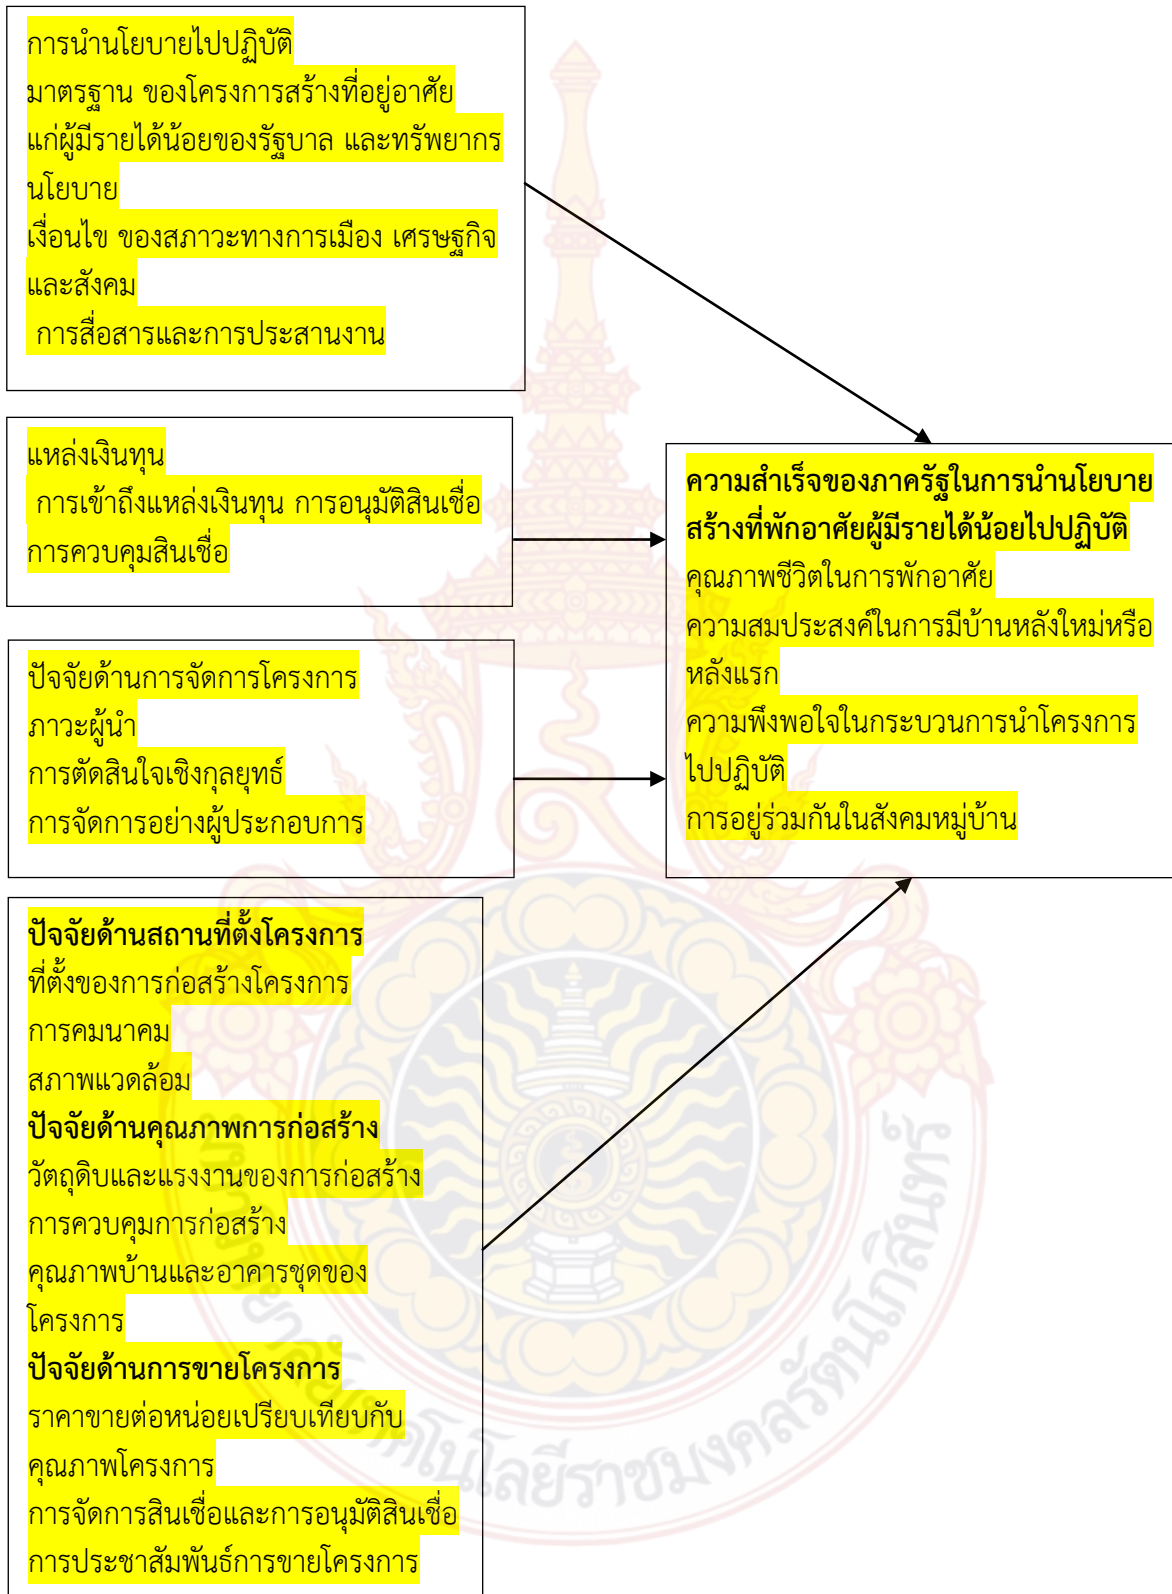 การนำนโยบายไปปฏิบัติ
มาตรฐาน ของโครงการสร้างที่อยู่อาศัย
แก่ผู้มีรายได้น้อยของรัฐบาล และทรัพยากร
นโยบาย
เงื่อนไข ของสภาวะทางการเมือง เศรษฐกิจ
และสังคม
การสื่อสารและการประสานงาน
แหล่งเงินทุน
การเข้าถึงแหล่งเงินทุน การอนุมัติสินเชื่อ
การควบคุมสินเชื่อ
ปัจจัยด้านการจัดการโครงการ
ภาวะผู้นำ
การตัดสินใจเชิงกุลยุทธ์
การจัดการอย่างผู้ประกอบการ
ปัจจัยด้านสถานที่ตั้งโครงการ
ที่ตั้งของการก่อสร้างโครงการ
การคมนาคม
สภาพแวดล้อม
ปัจจัยด้านคุณภาพการก่อสร้าง
วัตถุดิบและแรงงานของการก่อสร้าง
การควบคุมการก่อสร้าง
คุณภาพบ้านและอาคารชุดของ
โครงการ
ปัจจัยด้านการขายโครงการ
ราคาขายต่อหน่อยเปรียบเทียบกับ
คุณภาพโครงการ
การจัดการสินเชื่อและการอนุมัติสินเชื่อ
การประชาสัมพันธ์การขายโครงการ
ความสำเร็จของภาครัฐในการนำนโยบาย
สร้างที่พักอาศัยผู้มีรายได้น้อยไปปฏิบัติ
คุณภาพชีวิตในการพักอาศัย
ความสมประสงค์ในการมีบ้านหลังใหม่หรือ
หลังแรก
ความพึงพอใจในกระบวนการนำโครงการ
ไปปฏิบัติ
การอยู่ร่วมกันในสังคมหมู่บ้าน
มหาวิทยาลัยเทคโนโลยีราชมงคลรัตนโกสินทร์